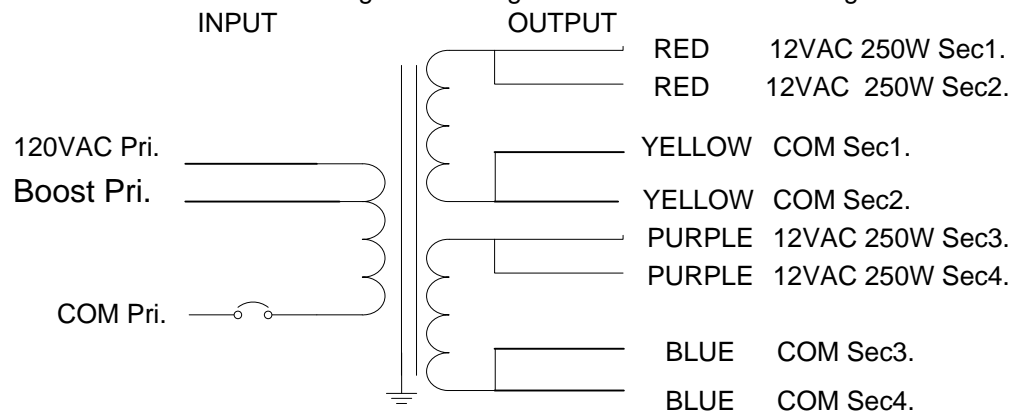 INPUT OUTPUT
RED 12VAC 250W Sec1.
RED 12VAC 250W Sec2.
120VAC Pri.
YELLOW COM Sec1.
Boost Pri.
YELLOW COM Sec2.
PURPLE 12VAC 250W Sec3.
PURPLE 12VAC 250W Sec4.
COM Pri.
BLUE COM Sec3.
BLUE COM Sec4.